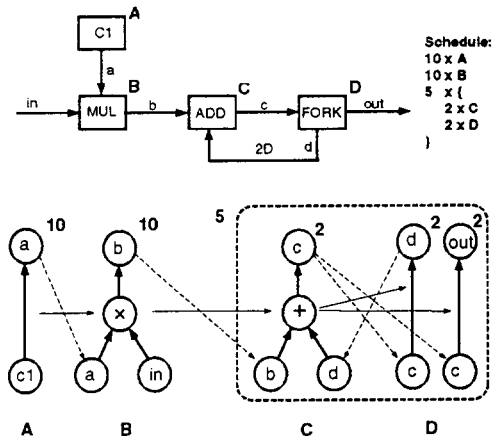 A
C1
a
Schedule:
10 x A
10 x B
5 x {
2 x C
2 x D
}
B
C
D
in
MUL
b
ADD
c
FORK
out
2D
d
10
10
5
2
2
2
a
b
c
d
out
×
+
c1
a
in
b
d
c
c
A
B
C
D